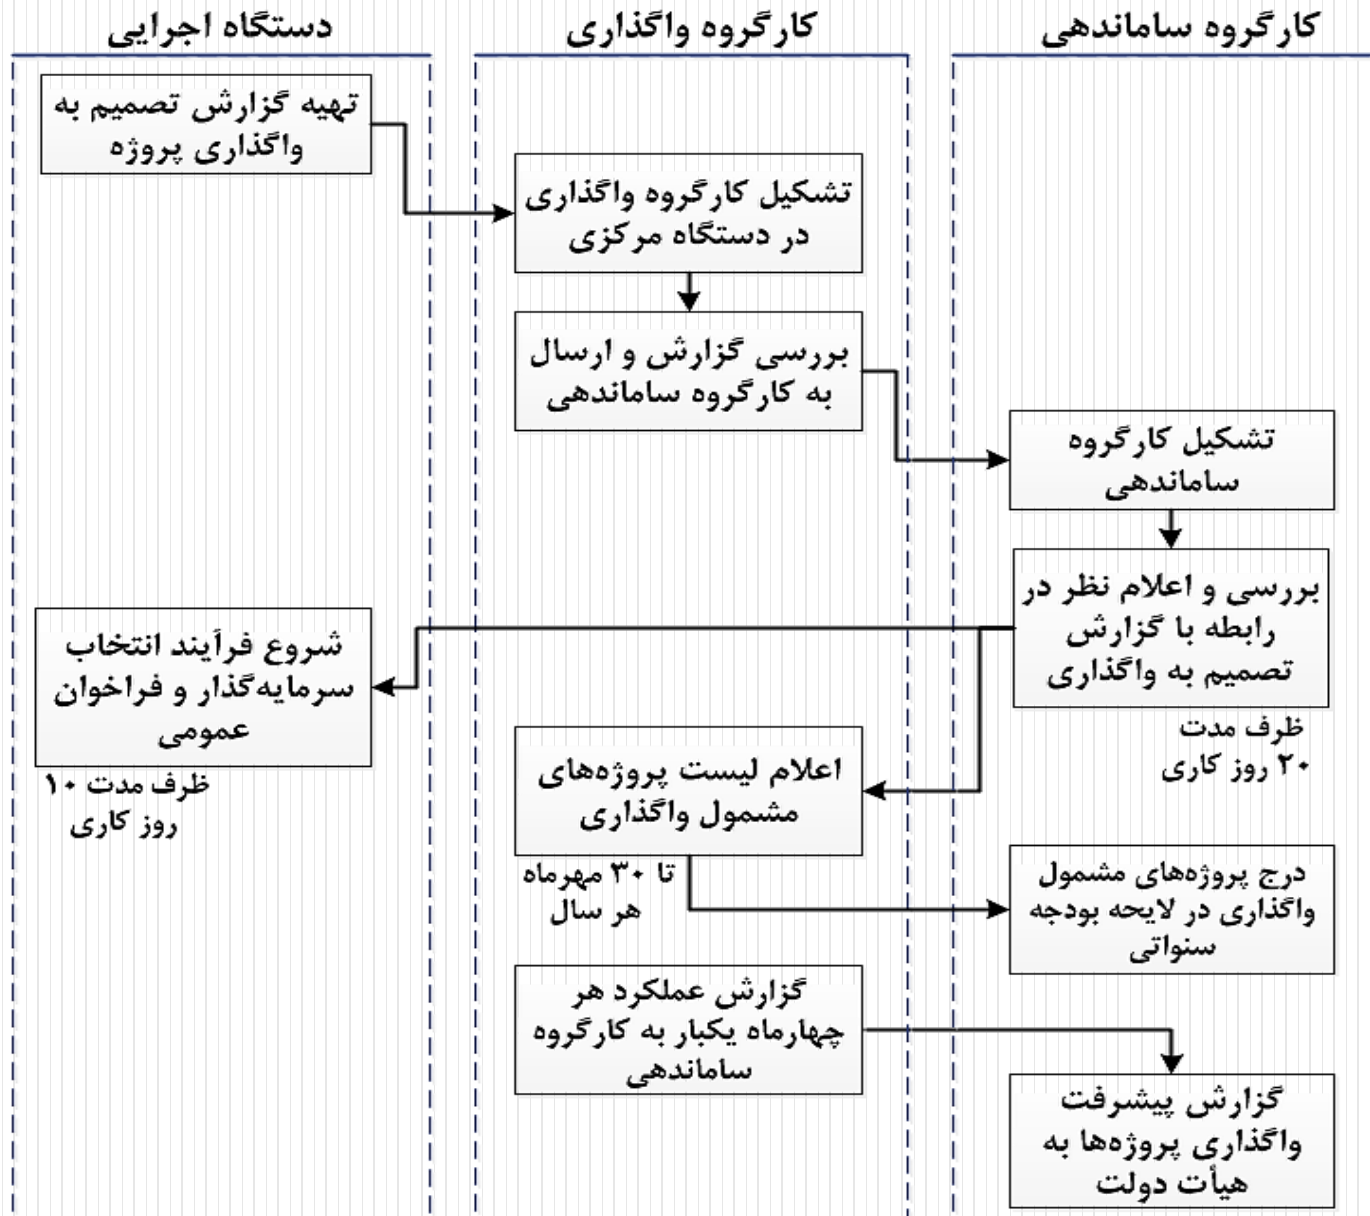 کارگروه ساماندهی
کارگروه واگذاری
دستگاه اجرایی
تهیه گزارش تصمیم به
واگذاری پروژه
تشکیل کارگروه واگذاری
در دستگاه مرکزی
بررسی گزارش و ارسال
به کارگروه ساماندهی
تشکیل کارگروه
ساماندهی
بررسی و اعلام نظر در
رابطه با گزارش
تصمیم به واگذاری
ظرف مدت
۲۰ روز کاری
شروع فرآیند انتخاب
سرمایه‌گذار و فراخوان
عمومی
ظرف مدت ۱۰
روز کاری
اعلام لیست پروژه‌های
مشمول واگذاری
تا ۳۰ مهرماه
هر سال
درج پروژه‌های مشمول
واگذاری در لایحه بودجه
سنواتی
گزارش عملکرد هر
چهارماه یکبار به کارگروه
ساماندهی
گزارش پیشرفت
واگذاری پروژه‌ها به
هیأت دولت